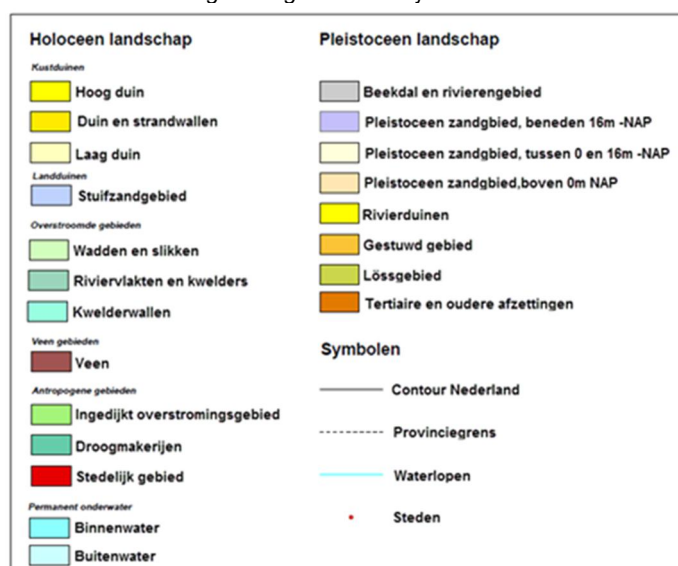 Holoceen landschap
Kustduinen
Hoog duin
Duin en strandwallen
Laag duin
Landduinen
Stuifzandgebied
Overstroomde gebieden
Wadden en slikken
Riviervlakten en kwelders
Kwelderwallen
Veen gebieden
Veen
Antropogene gebieden
Ingedijkt overstromingsgebied
Droogmakerijen
Stedelijk gebied
Permanent onderwater
Binnenwater
Buitenwater
Pleistoceen landschap
Beekdal en rivierengebied
Pleistoceen zandgbied, beneden 16m -NAP
Pleistoceen zandgbied, tussen 0 en 16m -NAP
Pleistoceen zandgbied,boven 0m NAP
Rivierduinen
Gestuwd gebied
Lössgebied
Tertiaire en oudere afzettingen
Symbolen
Contour Nederland
Provinciegrens
Waterlopen
Steden